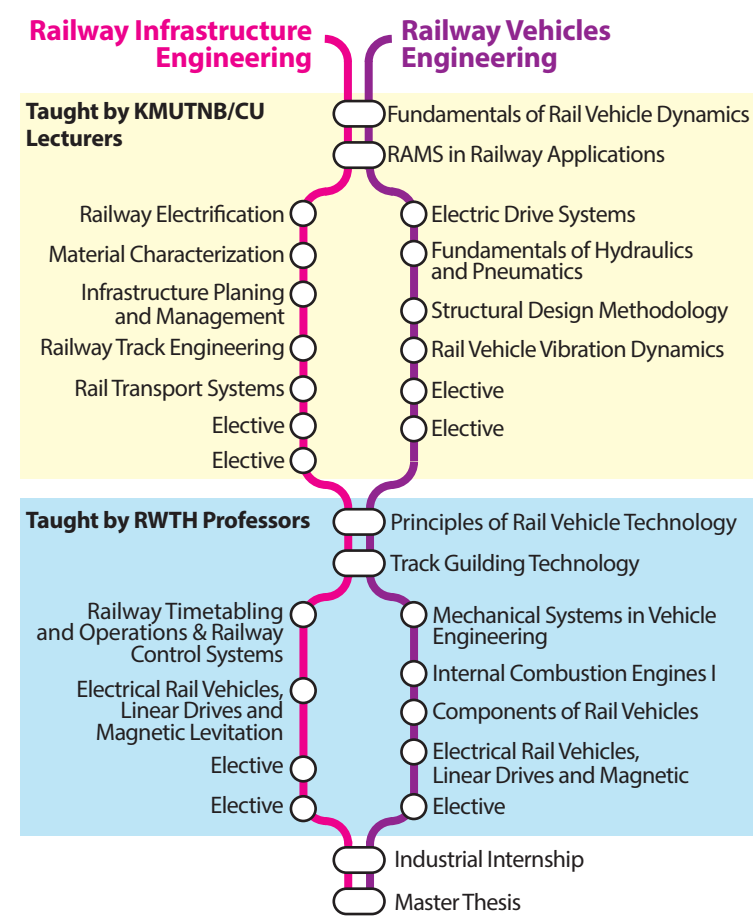 Railway Infrastructure
Engineering
Railway Vehicles
Engineering
Taught by KMUTNB/CU
Lecturers
Fundamentals of Rail Vehicle Dynamics
RAMS in Railway Applications
Railway Electrification
Material Characterization
Infrastructure Planing
and Management
Railway Track Engineering
Rail Transport Systems
Elective
Elective
Electric Drive Systems
Fundamentals of Hydraulics
and Pneumatics
Structural Design Methodology
Rail Vehicle Vibration Dynamics
Elective
Elective
Taught by RWTH Professors
Principles of Rail Vehicle Technology
Track Guilding Technology
Railway Timetabling
and Operations & Railway
Control Systems
Electrical Rail Vehicles,
Linear Drives and
Magnetic Levitation
Elective
Elective
Mechanical Systems in Vehicle
Engineering
Internal Combustion Engines I
Components of Rail Vehicles
Electrical Rail Vehicles,
Linear Drives and Magnetic
Elective
Industrial Internship
Master Thesis